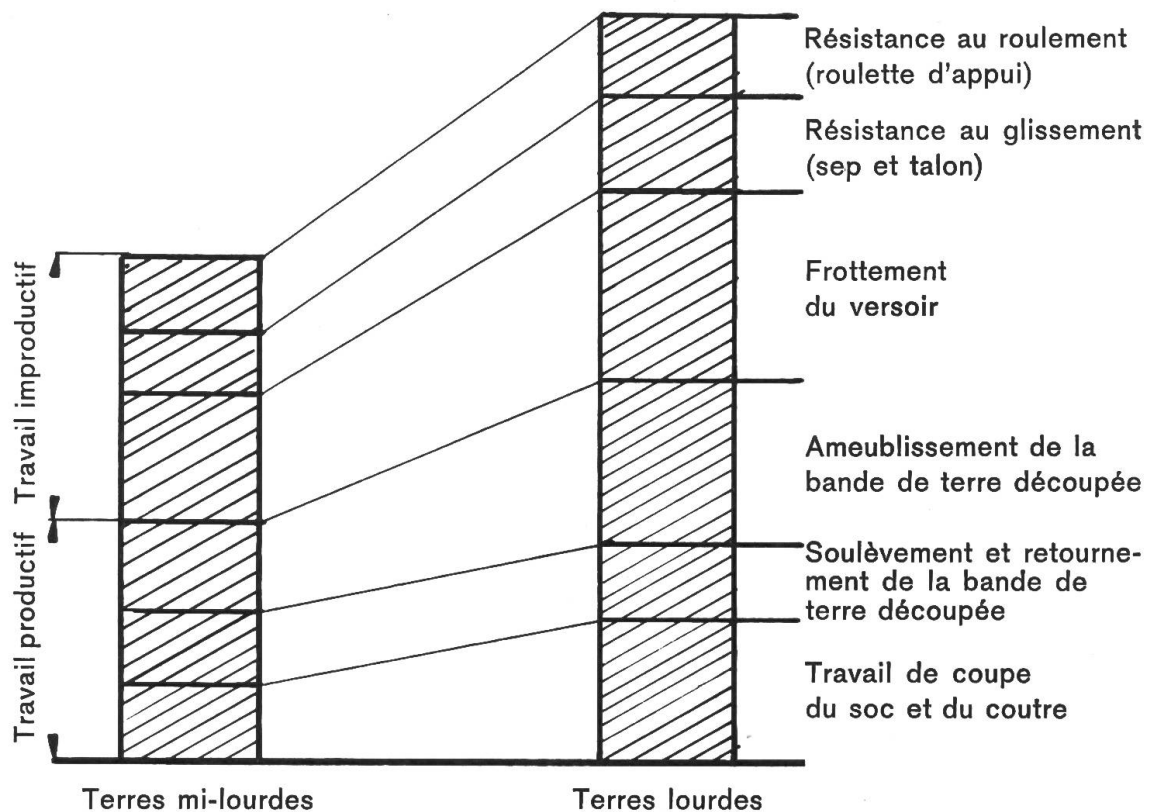 Résistance au roulement
(roulette d'appui)
Résistance au glissement
(sep et talon)
Frottement
du versoir
Ameublissement de la
bande de terre découpée
Soulèvement et retourne-
ment de la bande de
terre découpée
Travail de coupe
du soc et du coutre
Travail improductif
Travail productif
Terres mi-lourdes
Terres lourdes